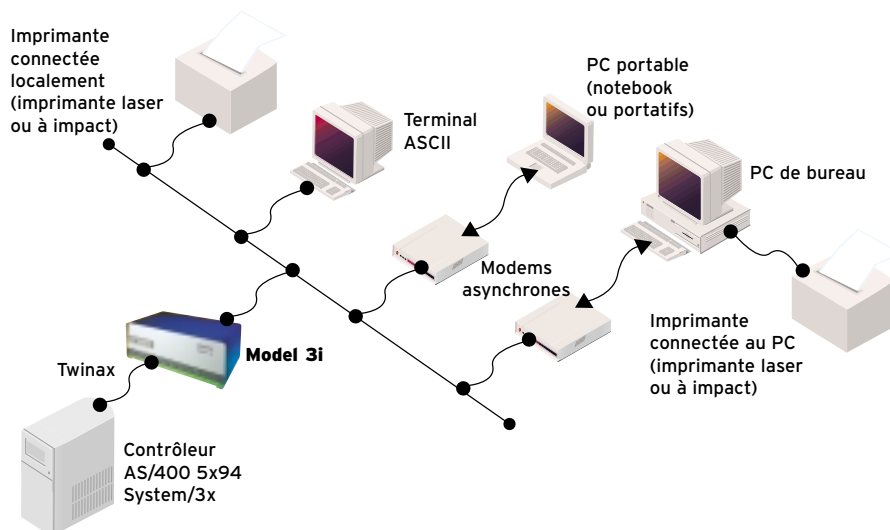 Imprimante
connectée
localement
(imprimante laser
ou à impact)
Terminal
ASCII
PC portable
(notebook
ou portatifs)
PC de bureau
Modems
asynchrones
Imprimante
connectée au PC
(imprimante laser
ou à impact)
Model 3i
Twinax
Contrôleur
AS/400 5x94
System/3x